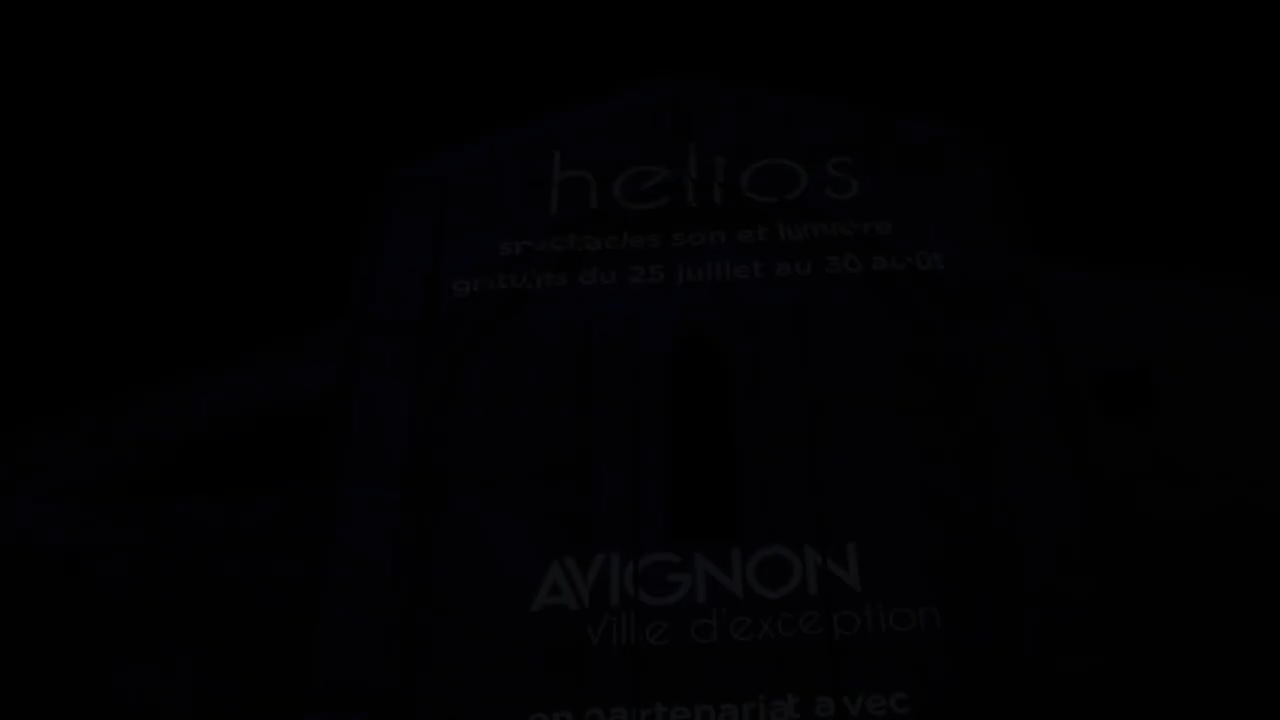 helios
spectacles son et lumière
gratuits du 25 juillet au 30 août
AVIGNON
Ville d'exception
en partenariat avec